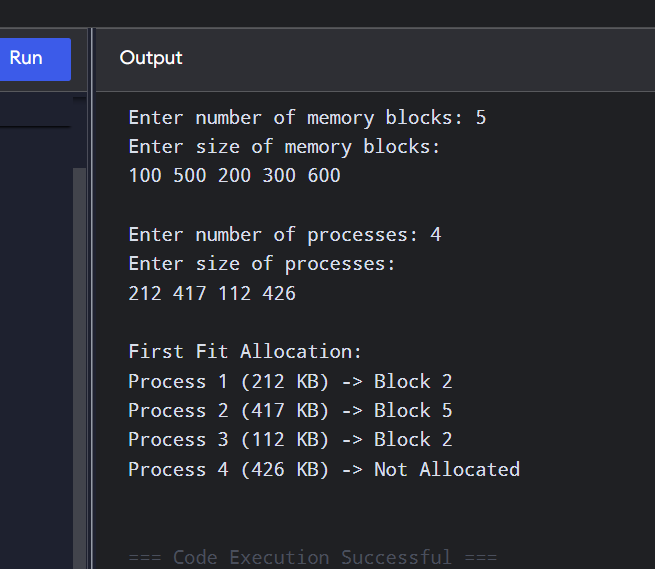 Run
Output
Enter number of memory blocks: 5
Enter size of memory blocks:
100 500 200 300 600
Enter number of processes: 4
Enter size of processes:
212 417 112 426
First Fit Allocation:
Process 1 (212 KB) -> Block 2
Process 2 (417 KB) -> Block 5
Process 3 (112 KB) -> Block 2
Process 4 (426 KB) -> Not Allocated
=== Code Execution Successful ===